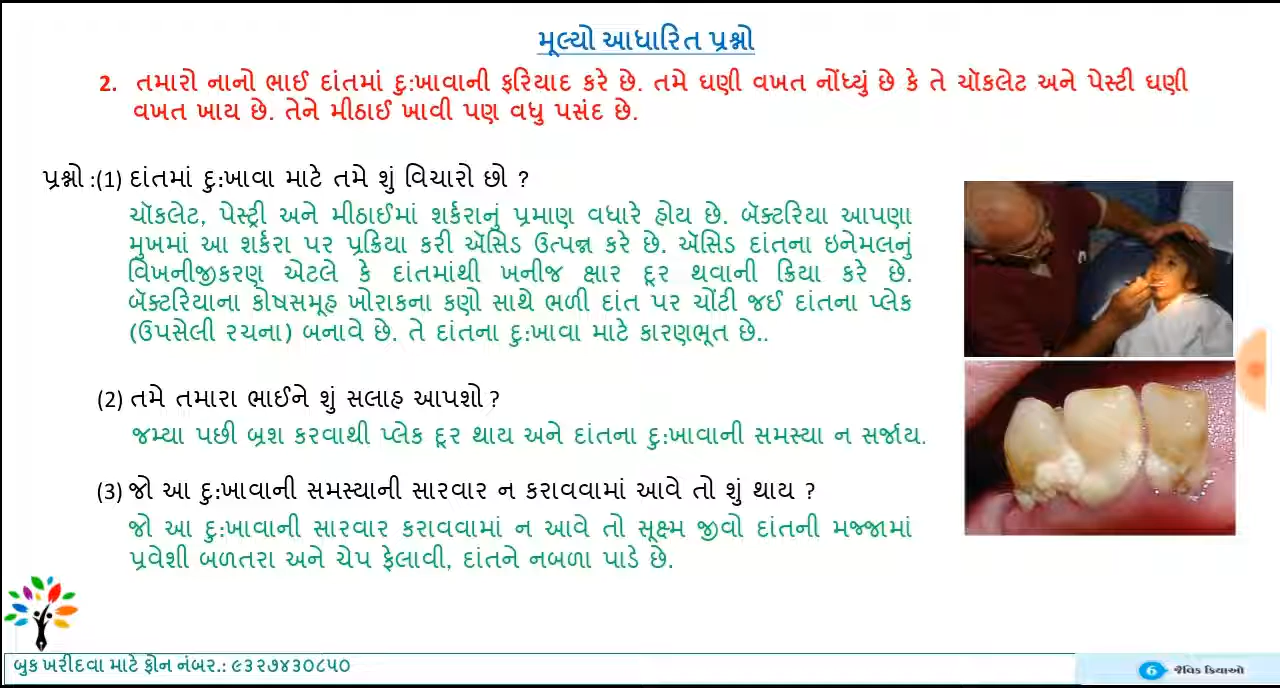 મૂલ્યો આધારિત પ્રશ્નો
2. તમારો નાનો ભાઈ દાંતમાં દુ:ખાવાની ફરિયાદ કરે છે. તમે ઘણી વખત નોંધ્યું છે કે તે ચૉકલેટ અને પેસ્ટી ઘણી
વખત ખાય છે. તેને મીઠાઈ ખાવી પણ વધુ પસંદ છે.
પ્રશ્નો :(1) દાંતમાં દુ:ખાવા માટે તમે શું વિચારો છો ?
ચૉકલેટ, પેસ્ટ્રી અને મીઠાઈમાં શર્કરાનું પ્રમાણ વધારે હોય છે. બૅક્ટરિયા આપણા
મુખમાં આ શર્કરા પર પ્રક્રિયા કરી ઍસિડ ઉત્પન્ન કરે છે. ઍસિડ દાંતના ઇનેમલનું
વિખનીજીકરણ એટલે કે દાંતમાંથી ખનીજ ક્ષાર દૂર થવાની ક્રિયા કરે છે.
બૅક્ટરિયાના કોષસમૂહ ખોરાકના કણો સાથે ભળી દાંત પર ચોંટી જઈ દાંતના પ્લેક
(ઉપસેલી રચના) બનાવે છે. તે દાંતના દુ:ખાવા માટે કારણભૂત છે..
(2) તમે તમારા ભાઈને શું સલાહ આપશો ?
જમ્યા પછી બ્રશ કરવાથી પ્લેક દૂર થાય અને દાંતના દુ:ખાવાની સમસ્યા ન સર્જાય.
(3) જો આ દુ:ખાવાની સમસ્યાની સારવાર ન કરાવવામાં આવે તો શું થાય ?
જો આ દુ:ખાવાની સારવાર કરાવવામાં ન આવે તો સૂક્ષ્મ જીવો દાંતની મજ્જામાં
પ્રવેશી બળતરા અને ચેપ ફેલાવી, દાંતને નબળા પાડે છે.
બુક ખરીદવા માટે ફોન નંબર.: ૯૩૨૭૪૩૦૮૫૦
6 જૈવિક ક્રિયાઓ